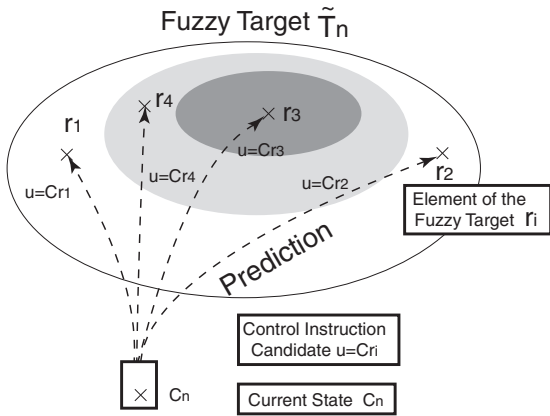 Fuzzy Target T̃n
r4
r1
r3
u=Cr3
u=Cr4
u=Cr2
r2
u=Cr1
Element of the
Fuzzy Target ri
Prediction
Control Instruction
Candidate u=Cri
Cn
Current State Cn